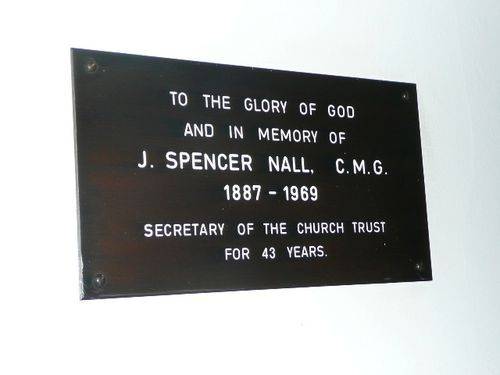 TO THE GLORY OF GOD
AND IN MEMORY OF
J. SPENCER NALL, C.M.G.
1887 - 1969
SECRETARY OF THE CHURCH TRUST
FOR 43 YEARS.